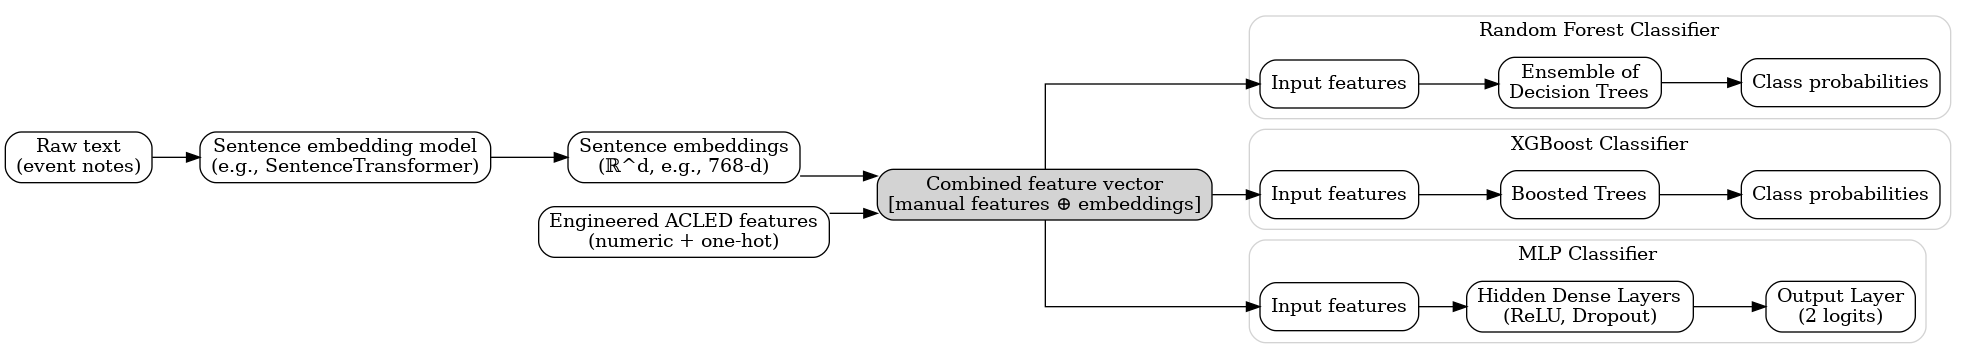 Raw text
(event notes)
Sentence embedding model
(e.g., SentenceTransformer)
Sentence embeddings
(ℝ^d, e.g., 768-d)
Engineered ACLED features
(numeric + one-hot)
Combined feature vector
[manual features ⊕ embeddings]
Random Forest Classifier
Input features
Ensemble of
Decision Trees
Class probabilities
XGBoost Classifier
Input features
Boosted Trees
Class probabilities
MLP Classifier
Input features
Hidden Dense Layers
(ReLU, Dropout)
Output Layer
(2 logits)